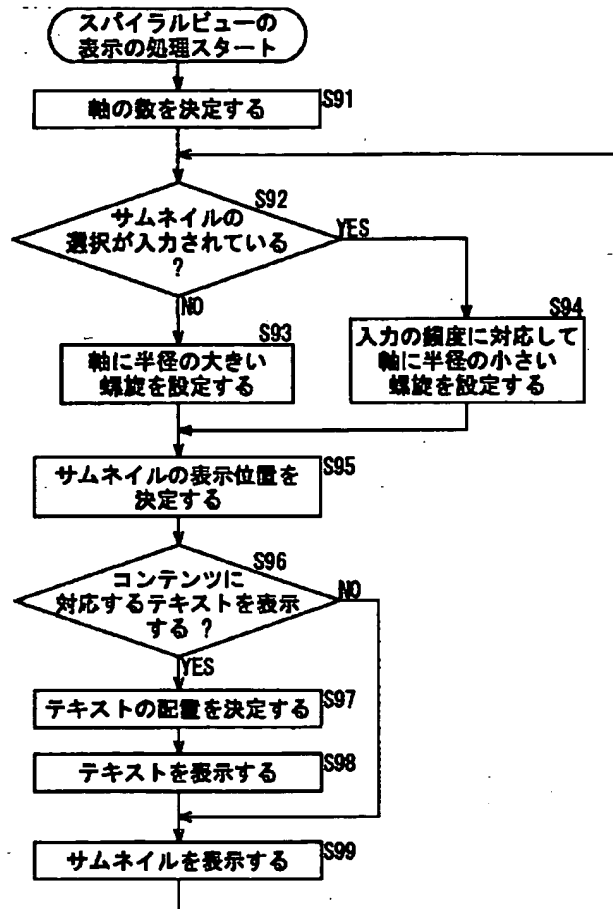 スパイラルビューの
表示の処理スタート
軸の数を決定する
S91
S92
サムネイルの
選択が入力されている
?
YES
NO
S93
軸に半径の大きい
螺旋を設定する
S94
入力の頻度に対応して
軸に半径の小さい
螺旋を設定する
サムネイルの表示位置を
決定する
S95
S96
コンテンツに
対応するテキストを表示
する ?
NO
YES
テキストの配置を決定する
S97
テキストを表示する
S98
サムネイルを表示する
S99